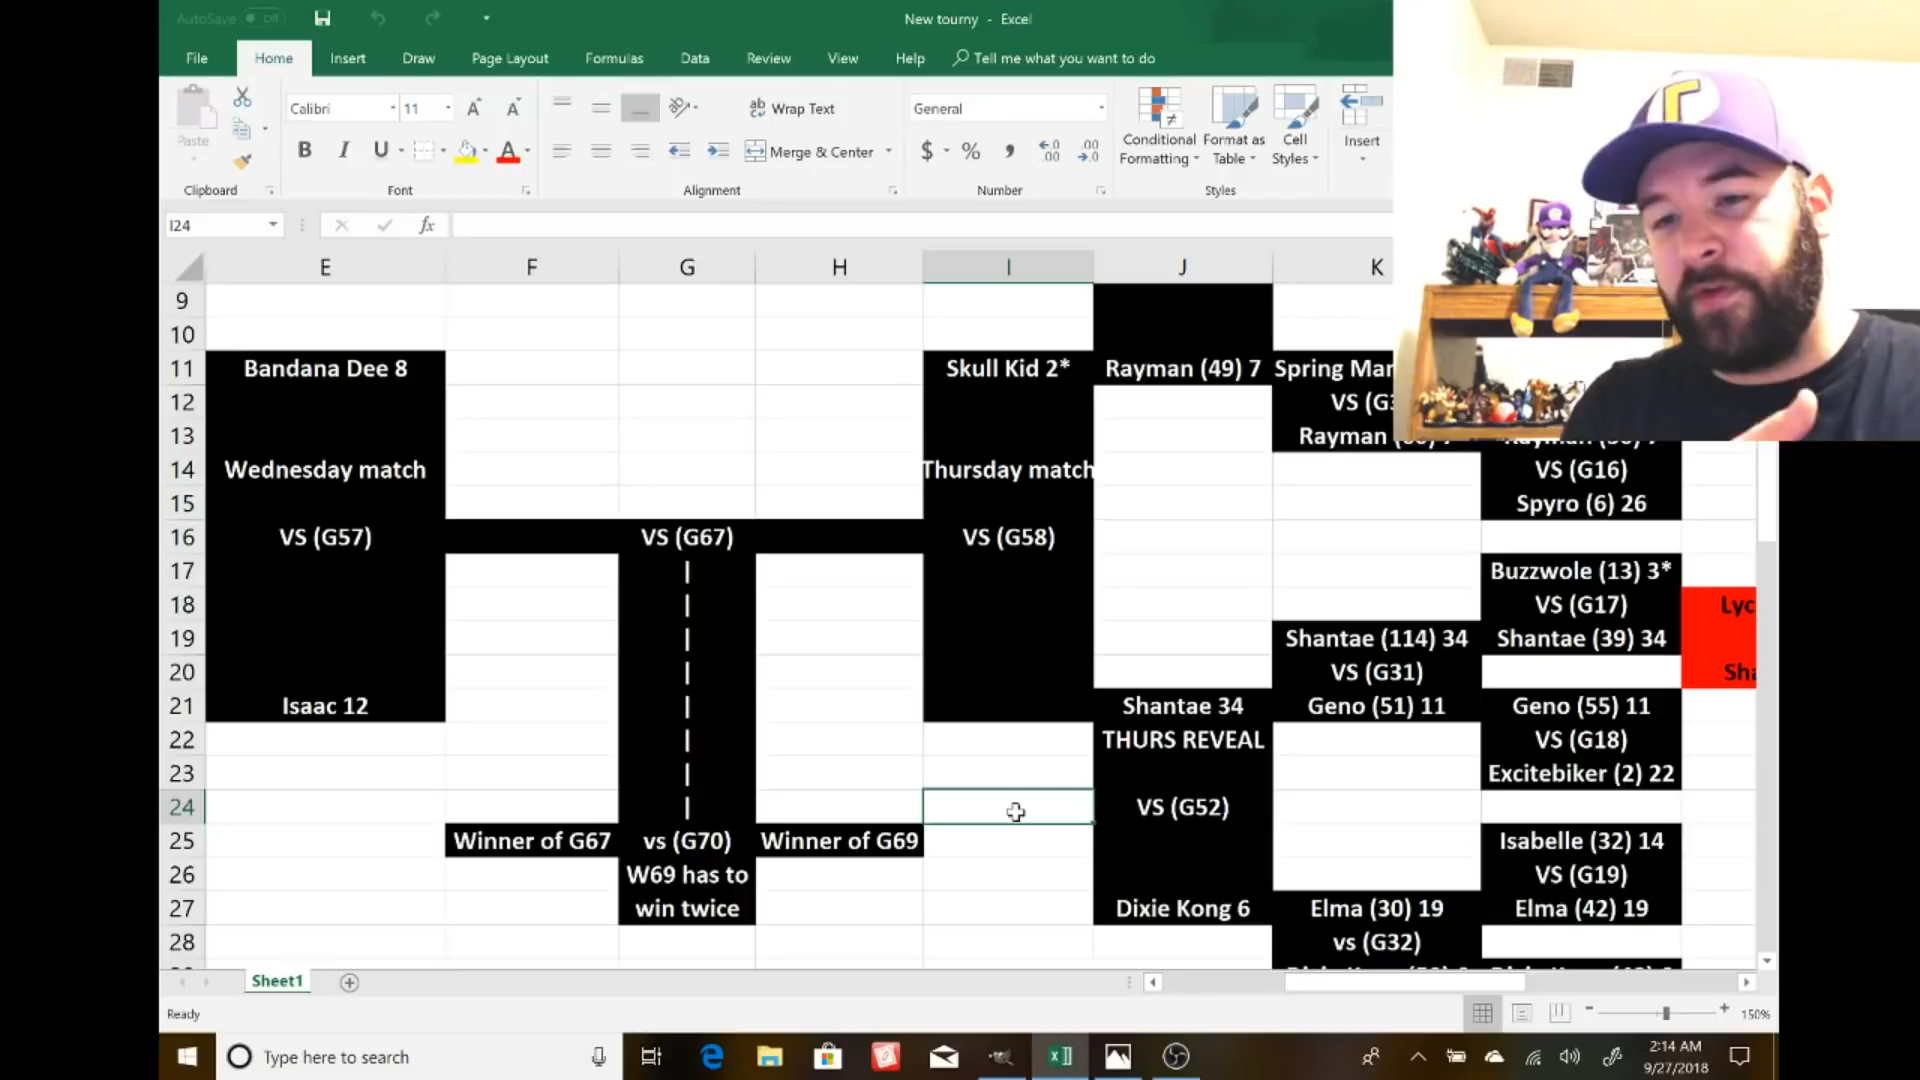 AutoSave Off
New tourny - Excel
File Home Insert Draw Page Layout Formulas Data Review View Help Tell me what you want to do
Paste
Calibri 11
Wrap Text
General
Merge & Center
Conditional Formatting
Format as Table
Cell Styles
Insert
Clipboard Font Alignment Number Styles
I24
fx
E F G H I J K
9
10
11 Bandana Dee 8 Skull Kid 2* Rayman (49) 7 Spring Mar
12 VS (G3
13 Rayman
14 Wednesday match Thursday match VS (G16)
15 Spyro (6) 26
16 VS (G57) VS (G67) VS (G58)
17 | Buzzwole (13) 3*
18 | VS (G17) Lyc
19 | Shantae (114) 34 Shantae (39) 34
20 | VS (G31) Sha
21 Isaac 12 | Shantae 34 Geno (51) 11 Geno (55) 11
22 | THURS REVEAL VS (G18)
23 | Excitebiker (2) 22
24 | VS (G52)
25 Winner of G67 vs (G70) Winner of G69 Isabelle (32) 14
26 W69 has to VS (G19)
27 win twice Dixie Kong 6 Elma (30) 19 Elma (42) 19
28 vs (G32)
Sheet1
Ready
150%
Type here to search
2:14 AM
9/27/2018